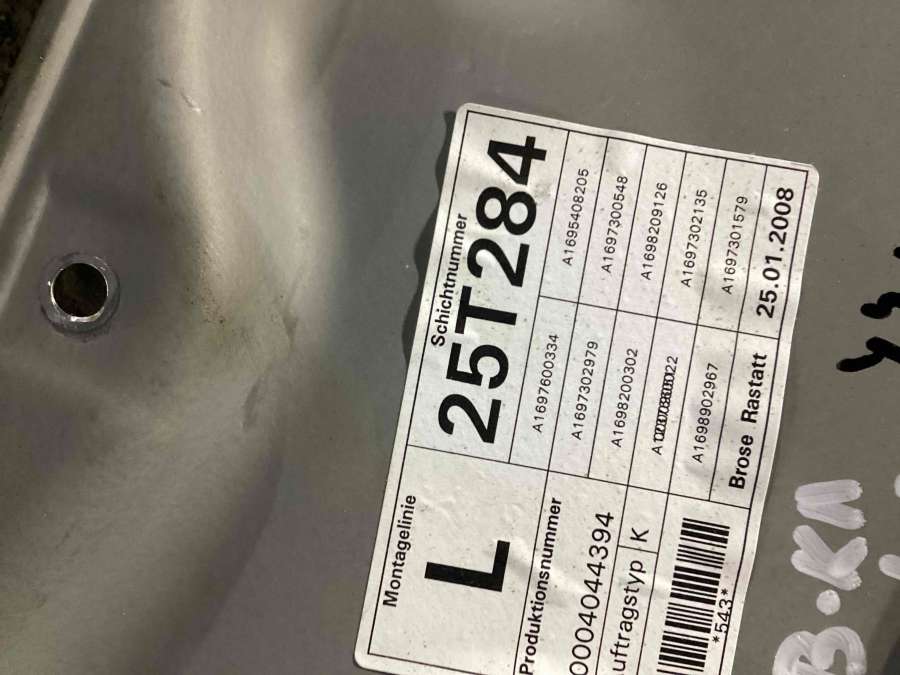 Montagelinie
L
Schichtnummer
25T284
Produktionsnummer
0004044394
uftragstyp K
*543*
A1697600334 A1695408205
A1697302979 A1697300548
A1698200302 A1698209126
A1697302135
A1698902967 A1697301579
Brose Rastatt 25.01.2008